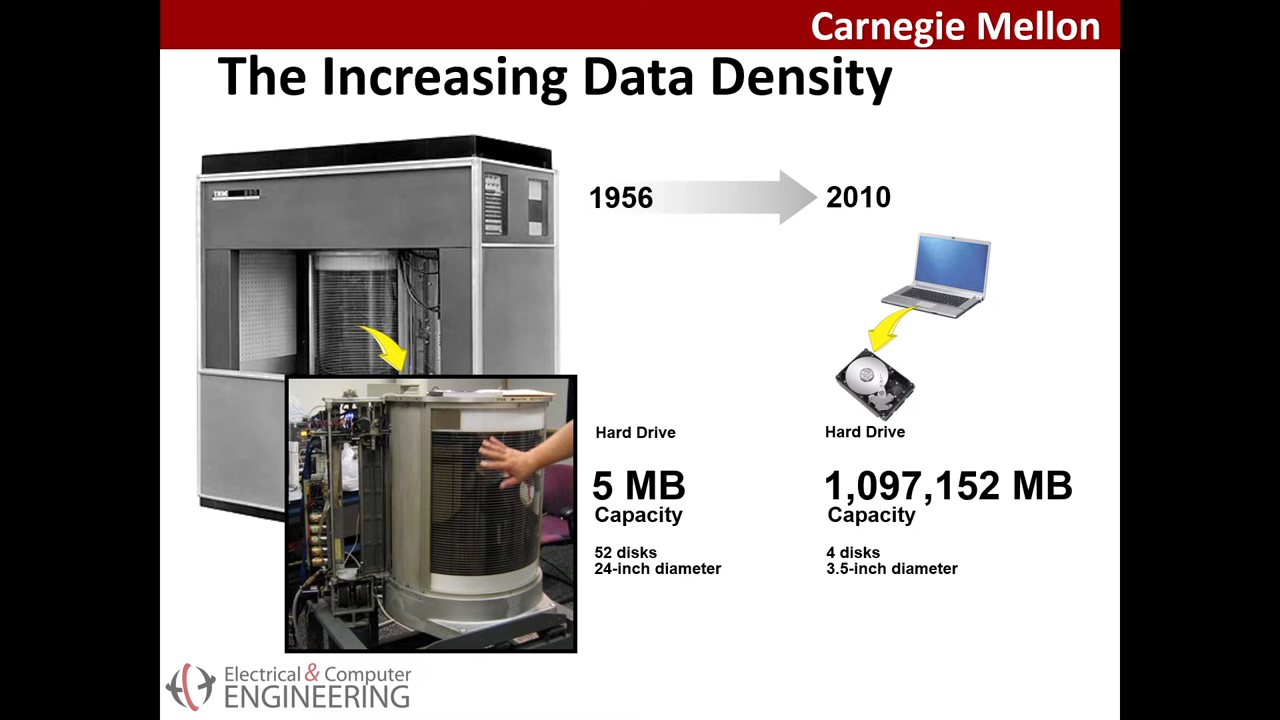 Carnegie Mellon
The Increasing Data Density
IBM
1956
2010
Hard Drive
5 MB
Capacity
52 disks
24-inch diameter
Hard Drive
1,097,152 MB
Capacity
4 disks
3.5-inch diameter
Electrical & Computer
ENGINEERING